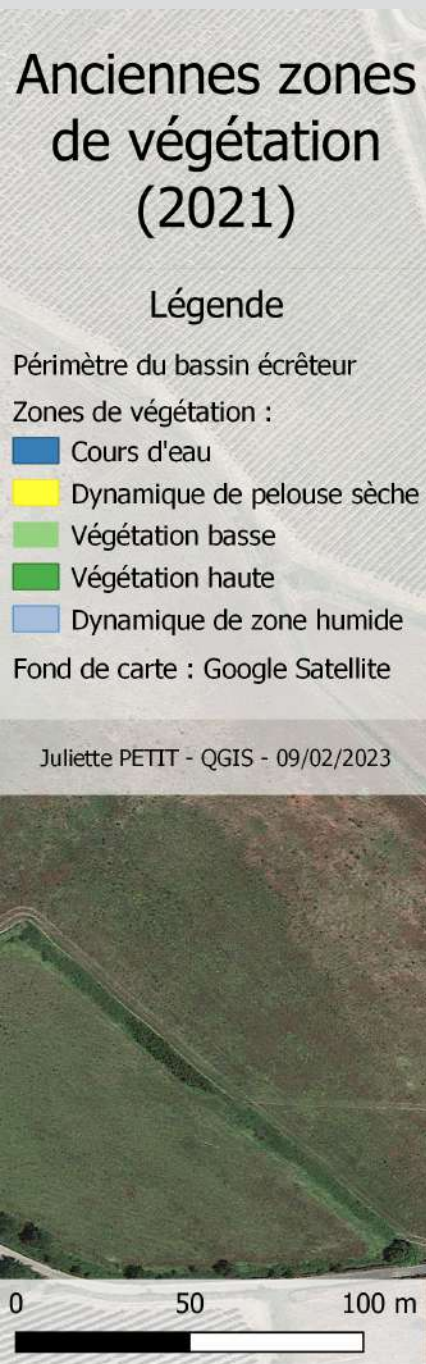 Anciennes zones
de végétation
(2021)
Légende
Périmètre du bassin écrêteur
Zones de végétation :
Cours d'eau
Dynamique de pelouse sèche
Végétation basse
Végétation haute
Dynamique de zone humide
Fond de carte : Google Satellite
Juliette PETIT - QGIS - 09/02/2023
0 50 100 m